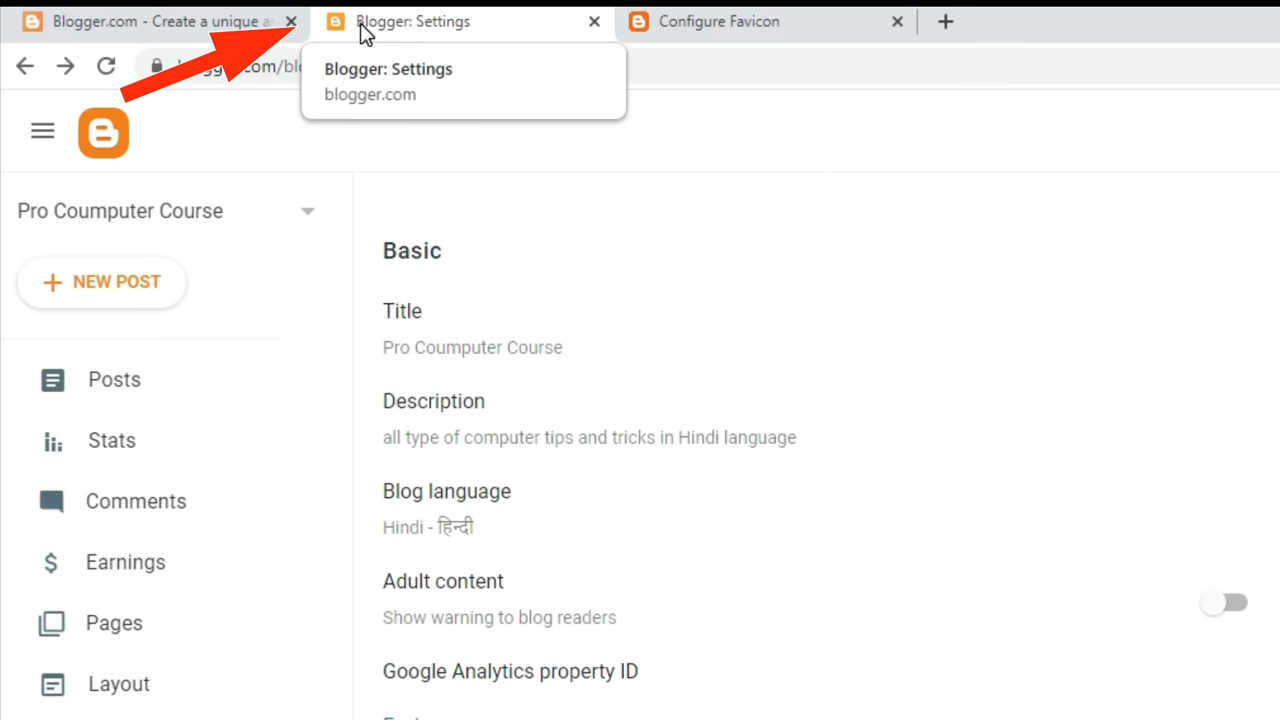 Blogger.com - Create a unique a
Blogger: Settings
Configure Favicon
Blogger: Settings
blogger.com
Pro Coumputer Course
NEW POST
Posts
Stats
Comments
Earnings
Pages
Layout
Basic
Title
Pro Coumputer Course
Description
all type of computer tips and tricks in Hindi language
Blog language
Hindi - हिन्दी
Adult content
Show warning to blog readers
Google Analytics property ID